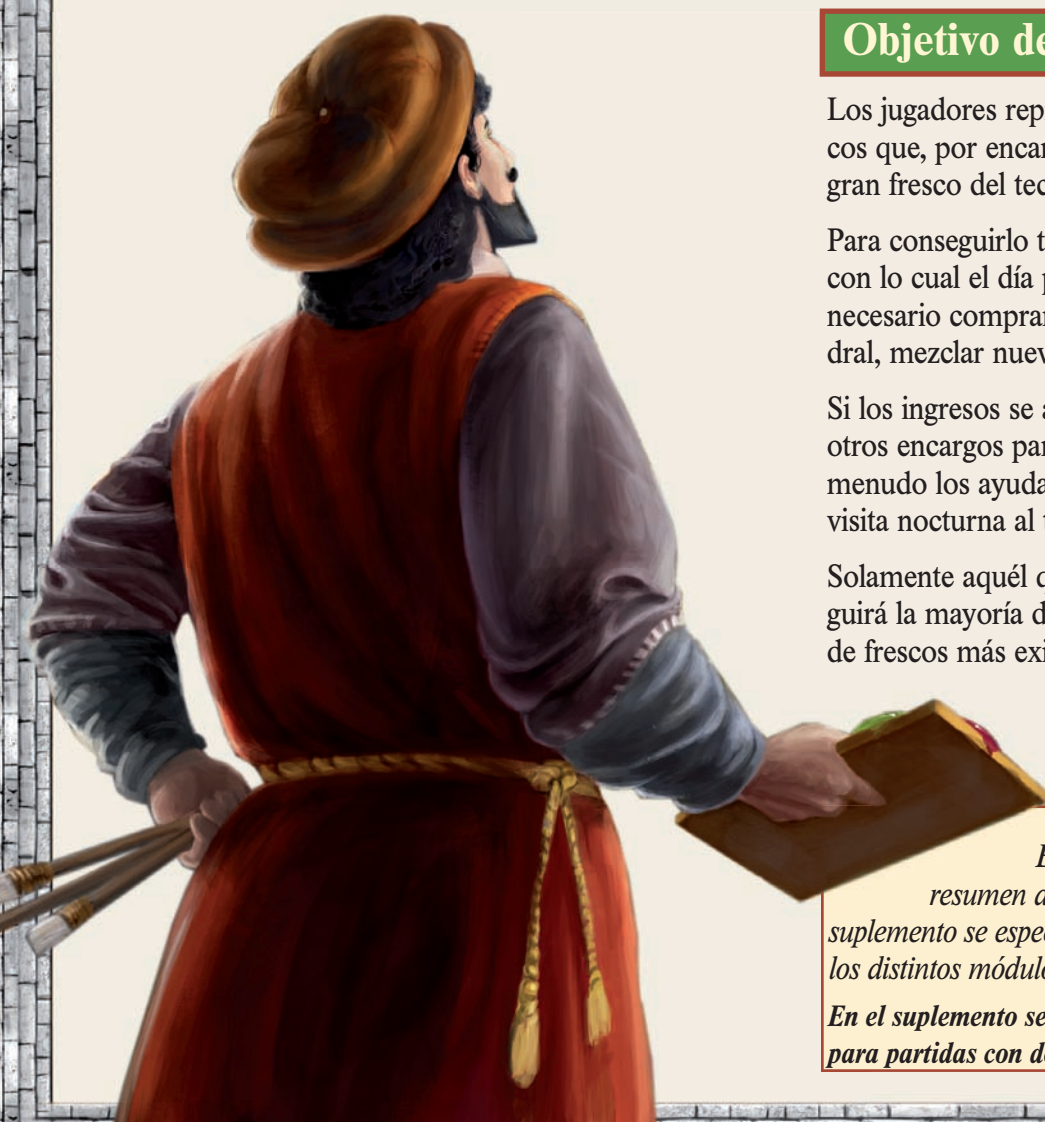 Objetivo de
Los jugadores rep
cos que, por encar
gran fresco del tec
Para conseguirlo t
con lo cual el día p
necesario comprar
dral, mezclar nuev
Si los ingresos se a
otros encargos par
menudo los ayuda
visita nocturna al t
Solamente aquél q
guirá la mayoría d
de frescos más exi
E
resumen d
suplemento se espec
los distintos módulo
En el suplemento se
para partidas con do